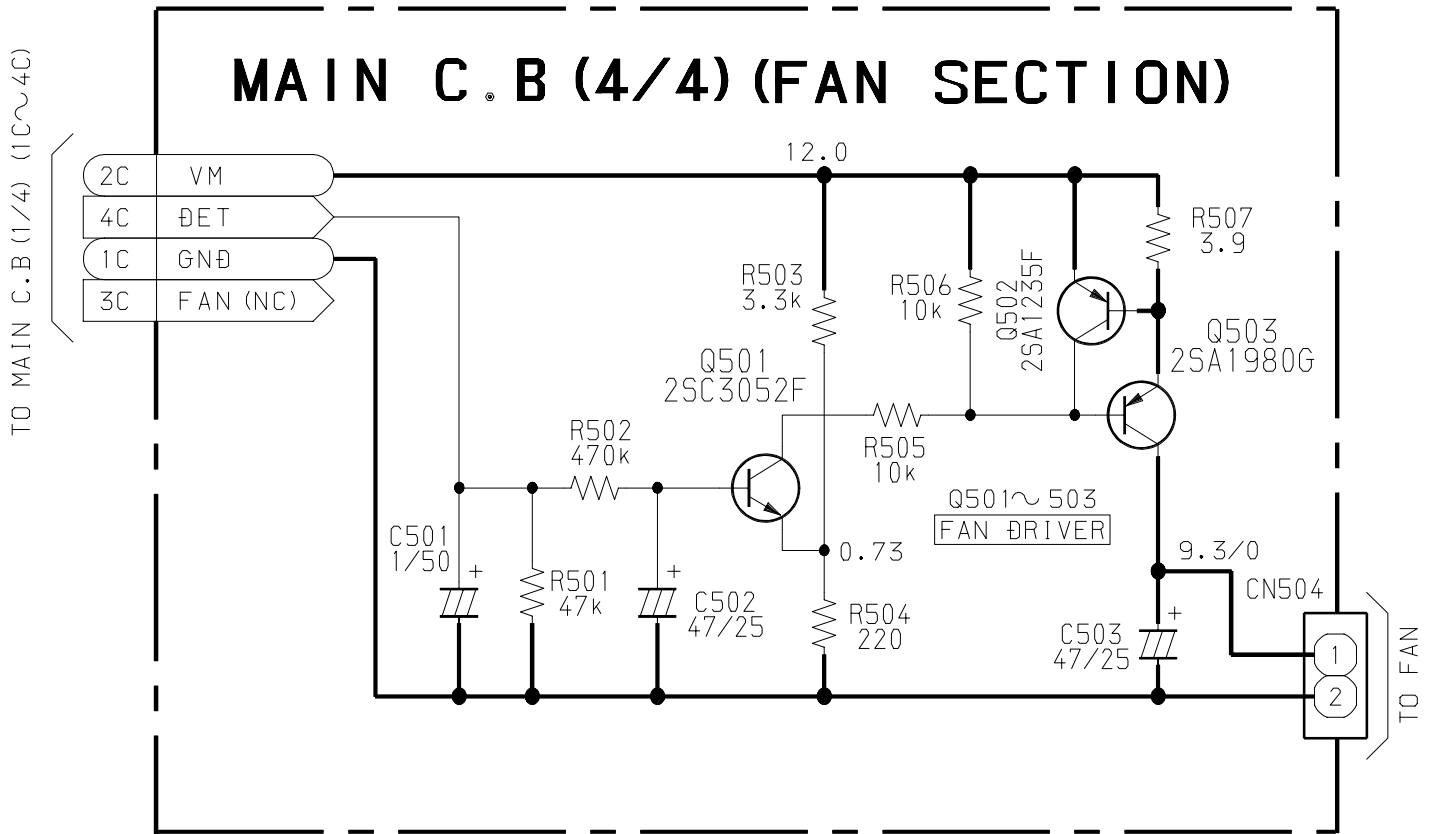 MAIN C.B(4/4)(FAN SECTION)
TO MAIN C.B(1/4) (1C～4C)
2C VM
4C DET
1C GND
3C FAN(NC)
12.0
R507
3.9
R503
3.3k
R506
10k
Q502
2SA1235F
Q503
2SA1980G
Q501
2SC3052F
R502
470k
R505
10k
Q501～503
FAN DRIVER
C501
1/50
+
R501
47k
+
C502
47/25
0.73
R504
220
9.3/0
CN504
+
C503
47/25
1
2
TO FAN